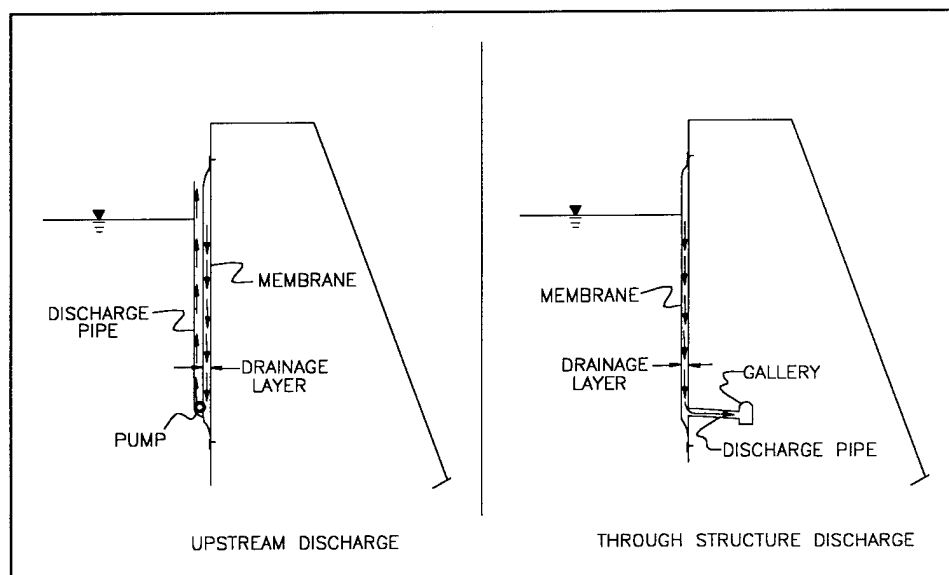 MEMBRANE
DISCHARGE
PIPE
DRAINAGE
LAYER
PUMP
UPSTREAM DISCHARGE
MEMBRANE
DRAINAGE
LAYER
GALLERY
DISCHARGE PIPE
THROUGH STRUCTURE DISCHARGE